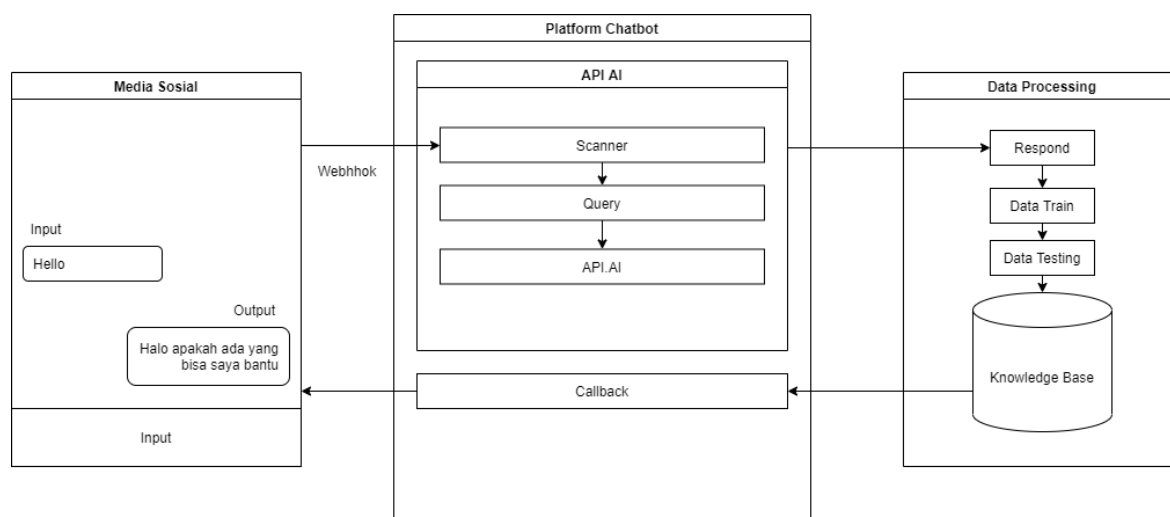 Platform Chatbot
Media Sosial
API AI
Data Processing
Scanner
Webhhok
Query
API.AI
Respond
Data Train
Data Testing
Input
Hello
Output
Halo apakah ada yang
bisa saya bantu
Callback
Knowledge Base
Input